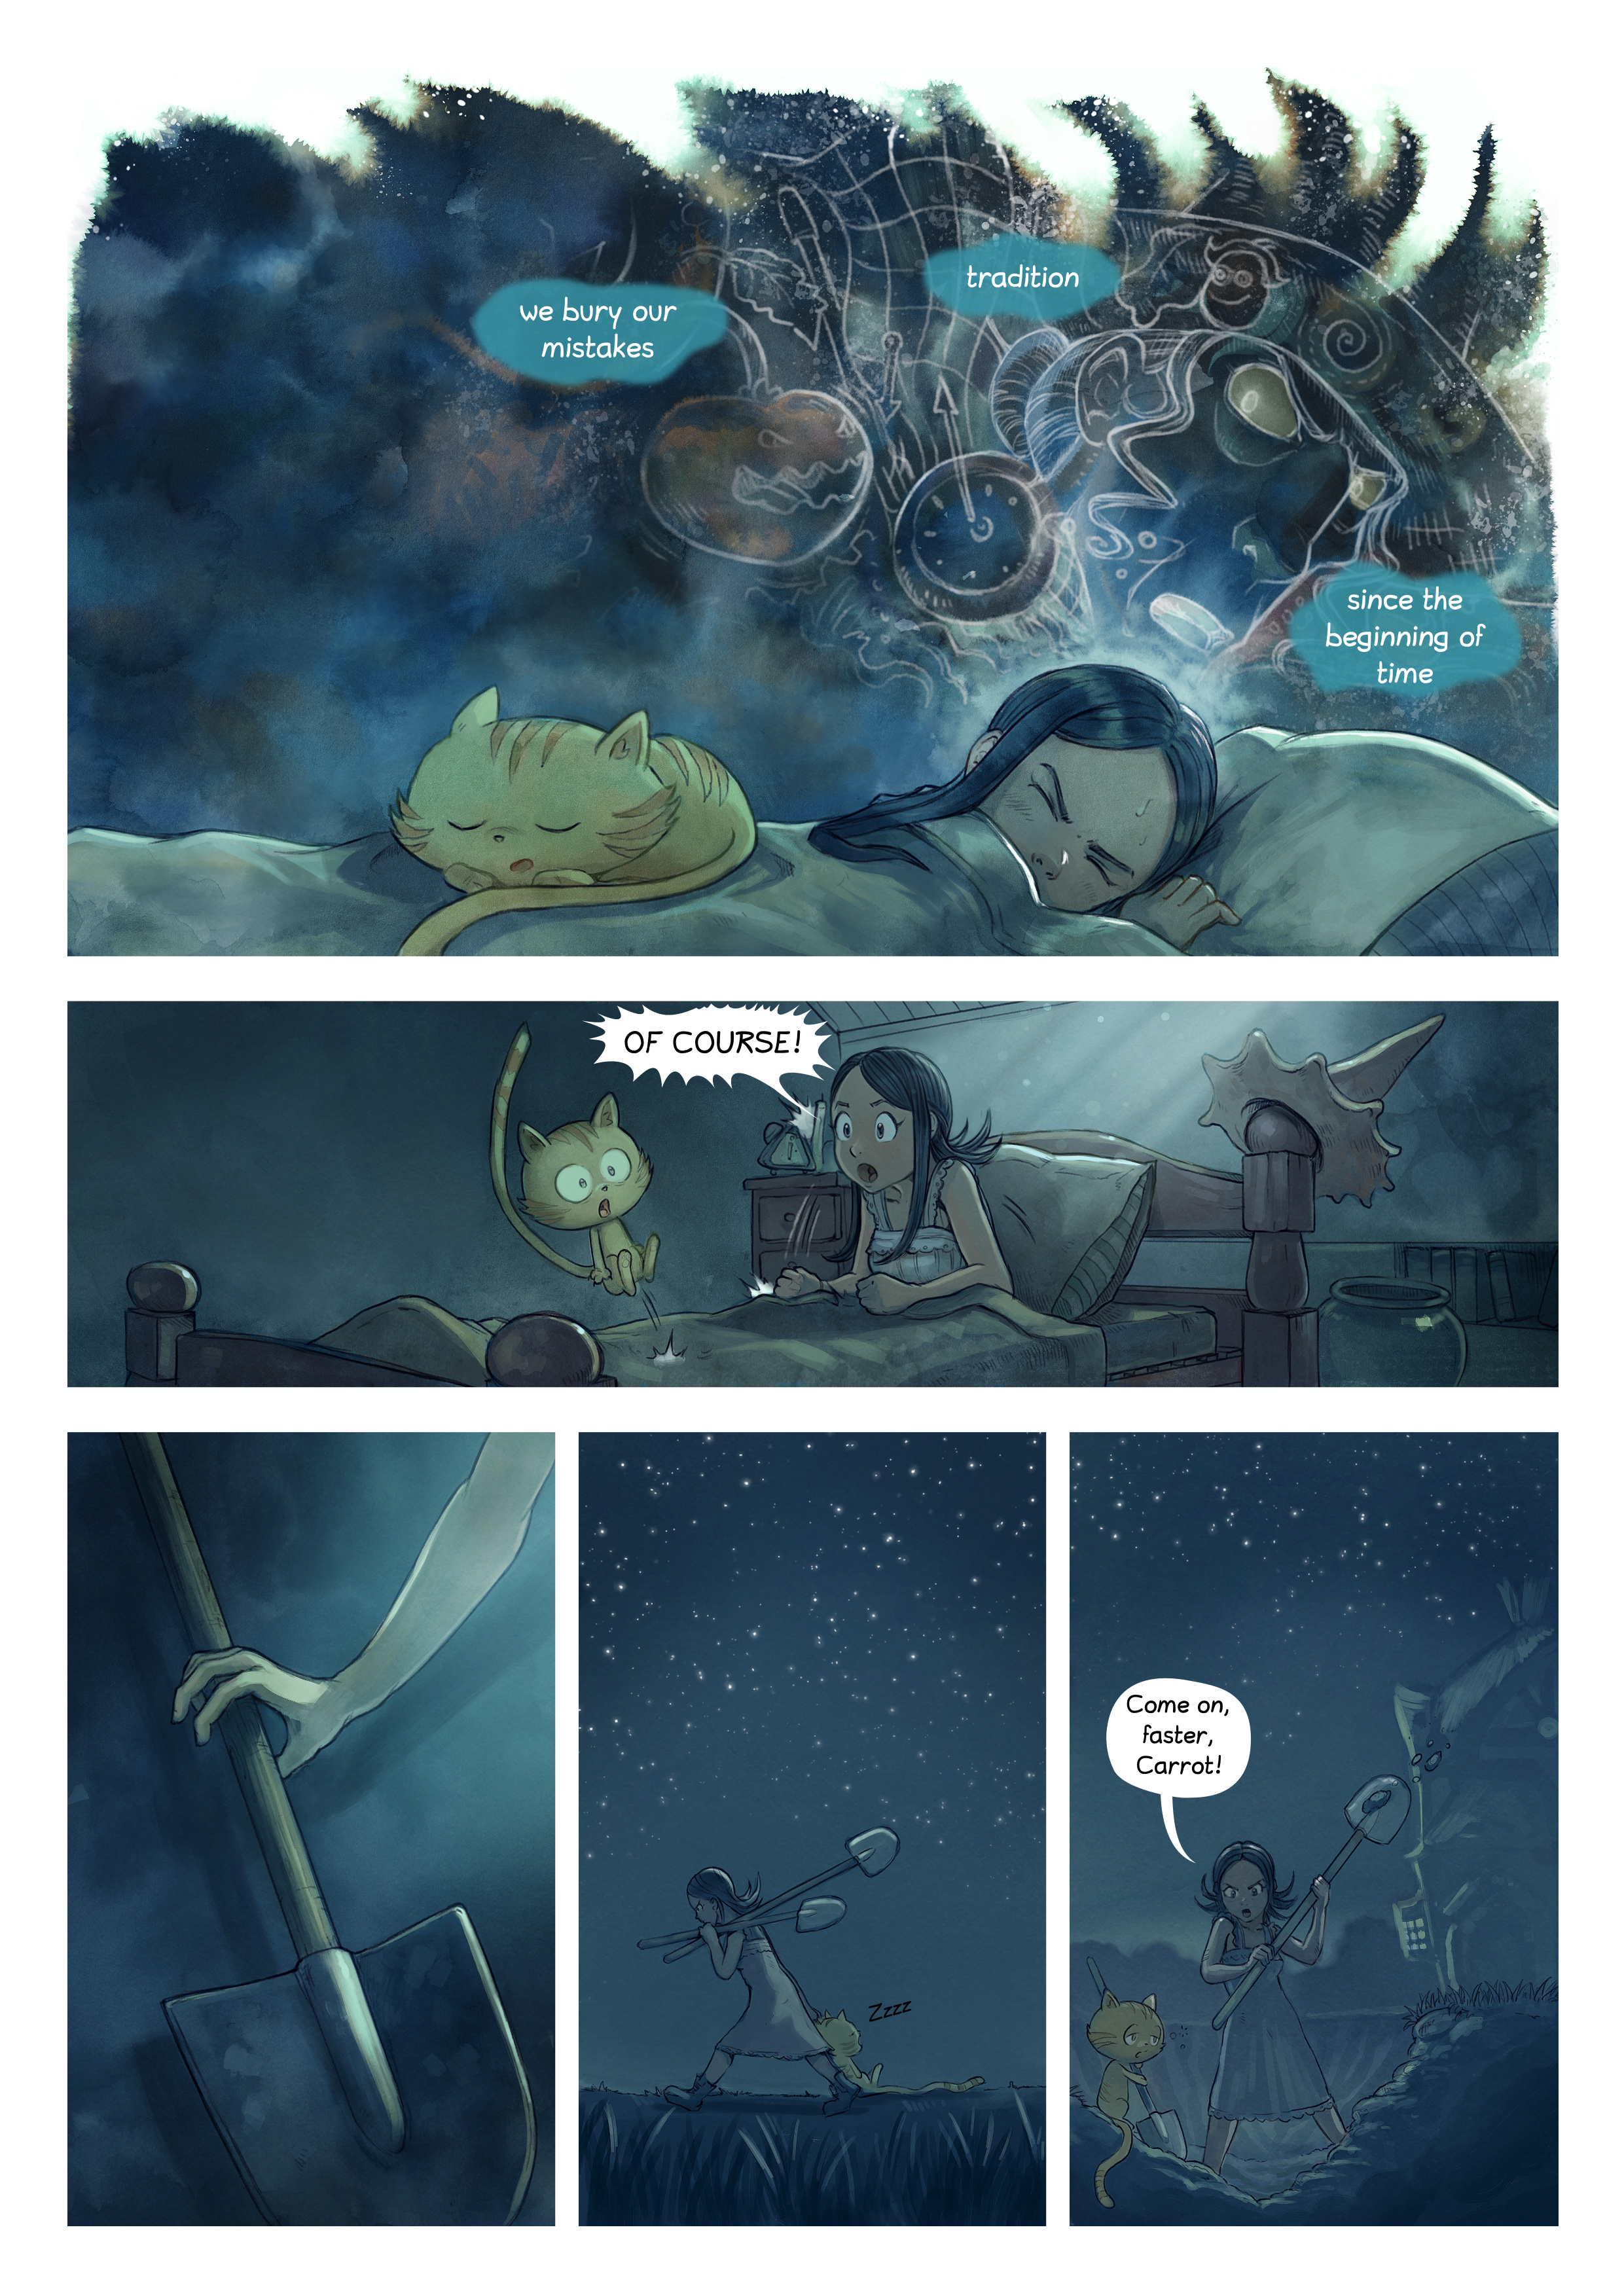 we bury our
mistakes
tradition
since the
beginning of
time
OF COURSE!
Zzzz
Come on,
faster,
Carrot!